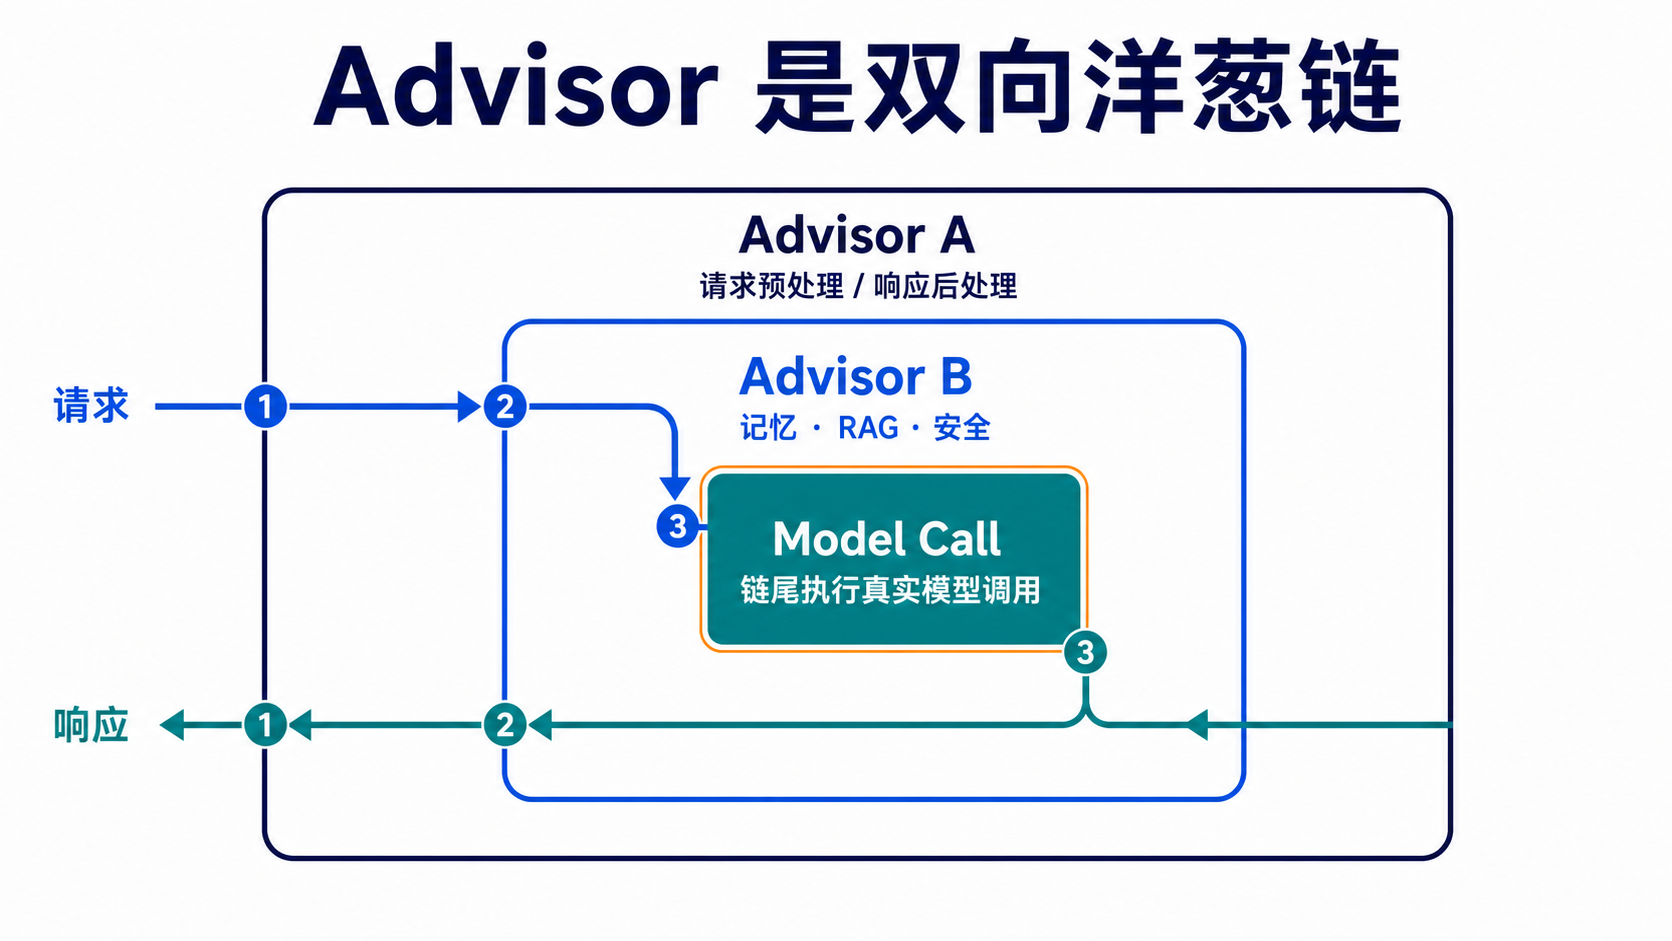 Advisor 是双向洋葱链
Advisor A
请求预处理 / 响应后处理
Advisor B
记忆 · RAG · 安全
请求
1
2
3
Model Call
链尾执行真实模型调用
3
响应
1
2